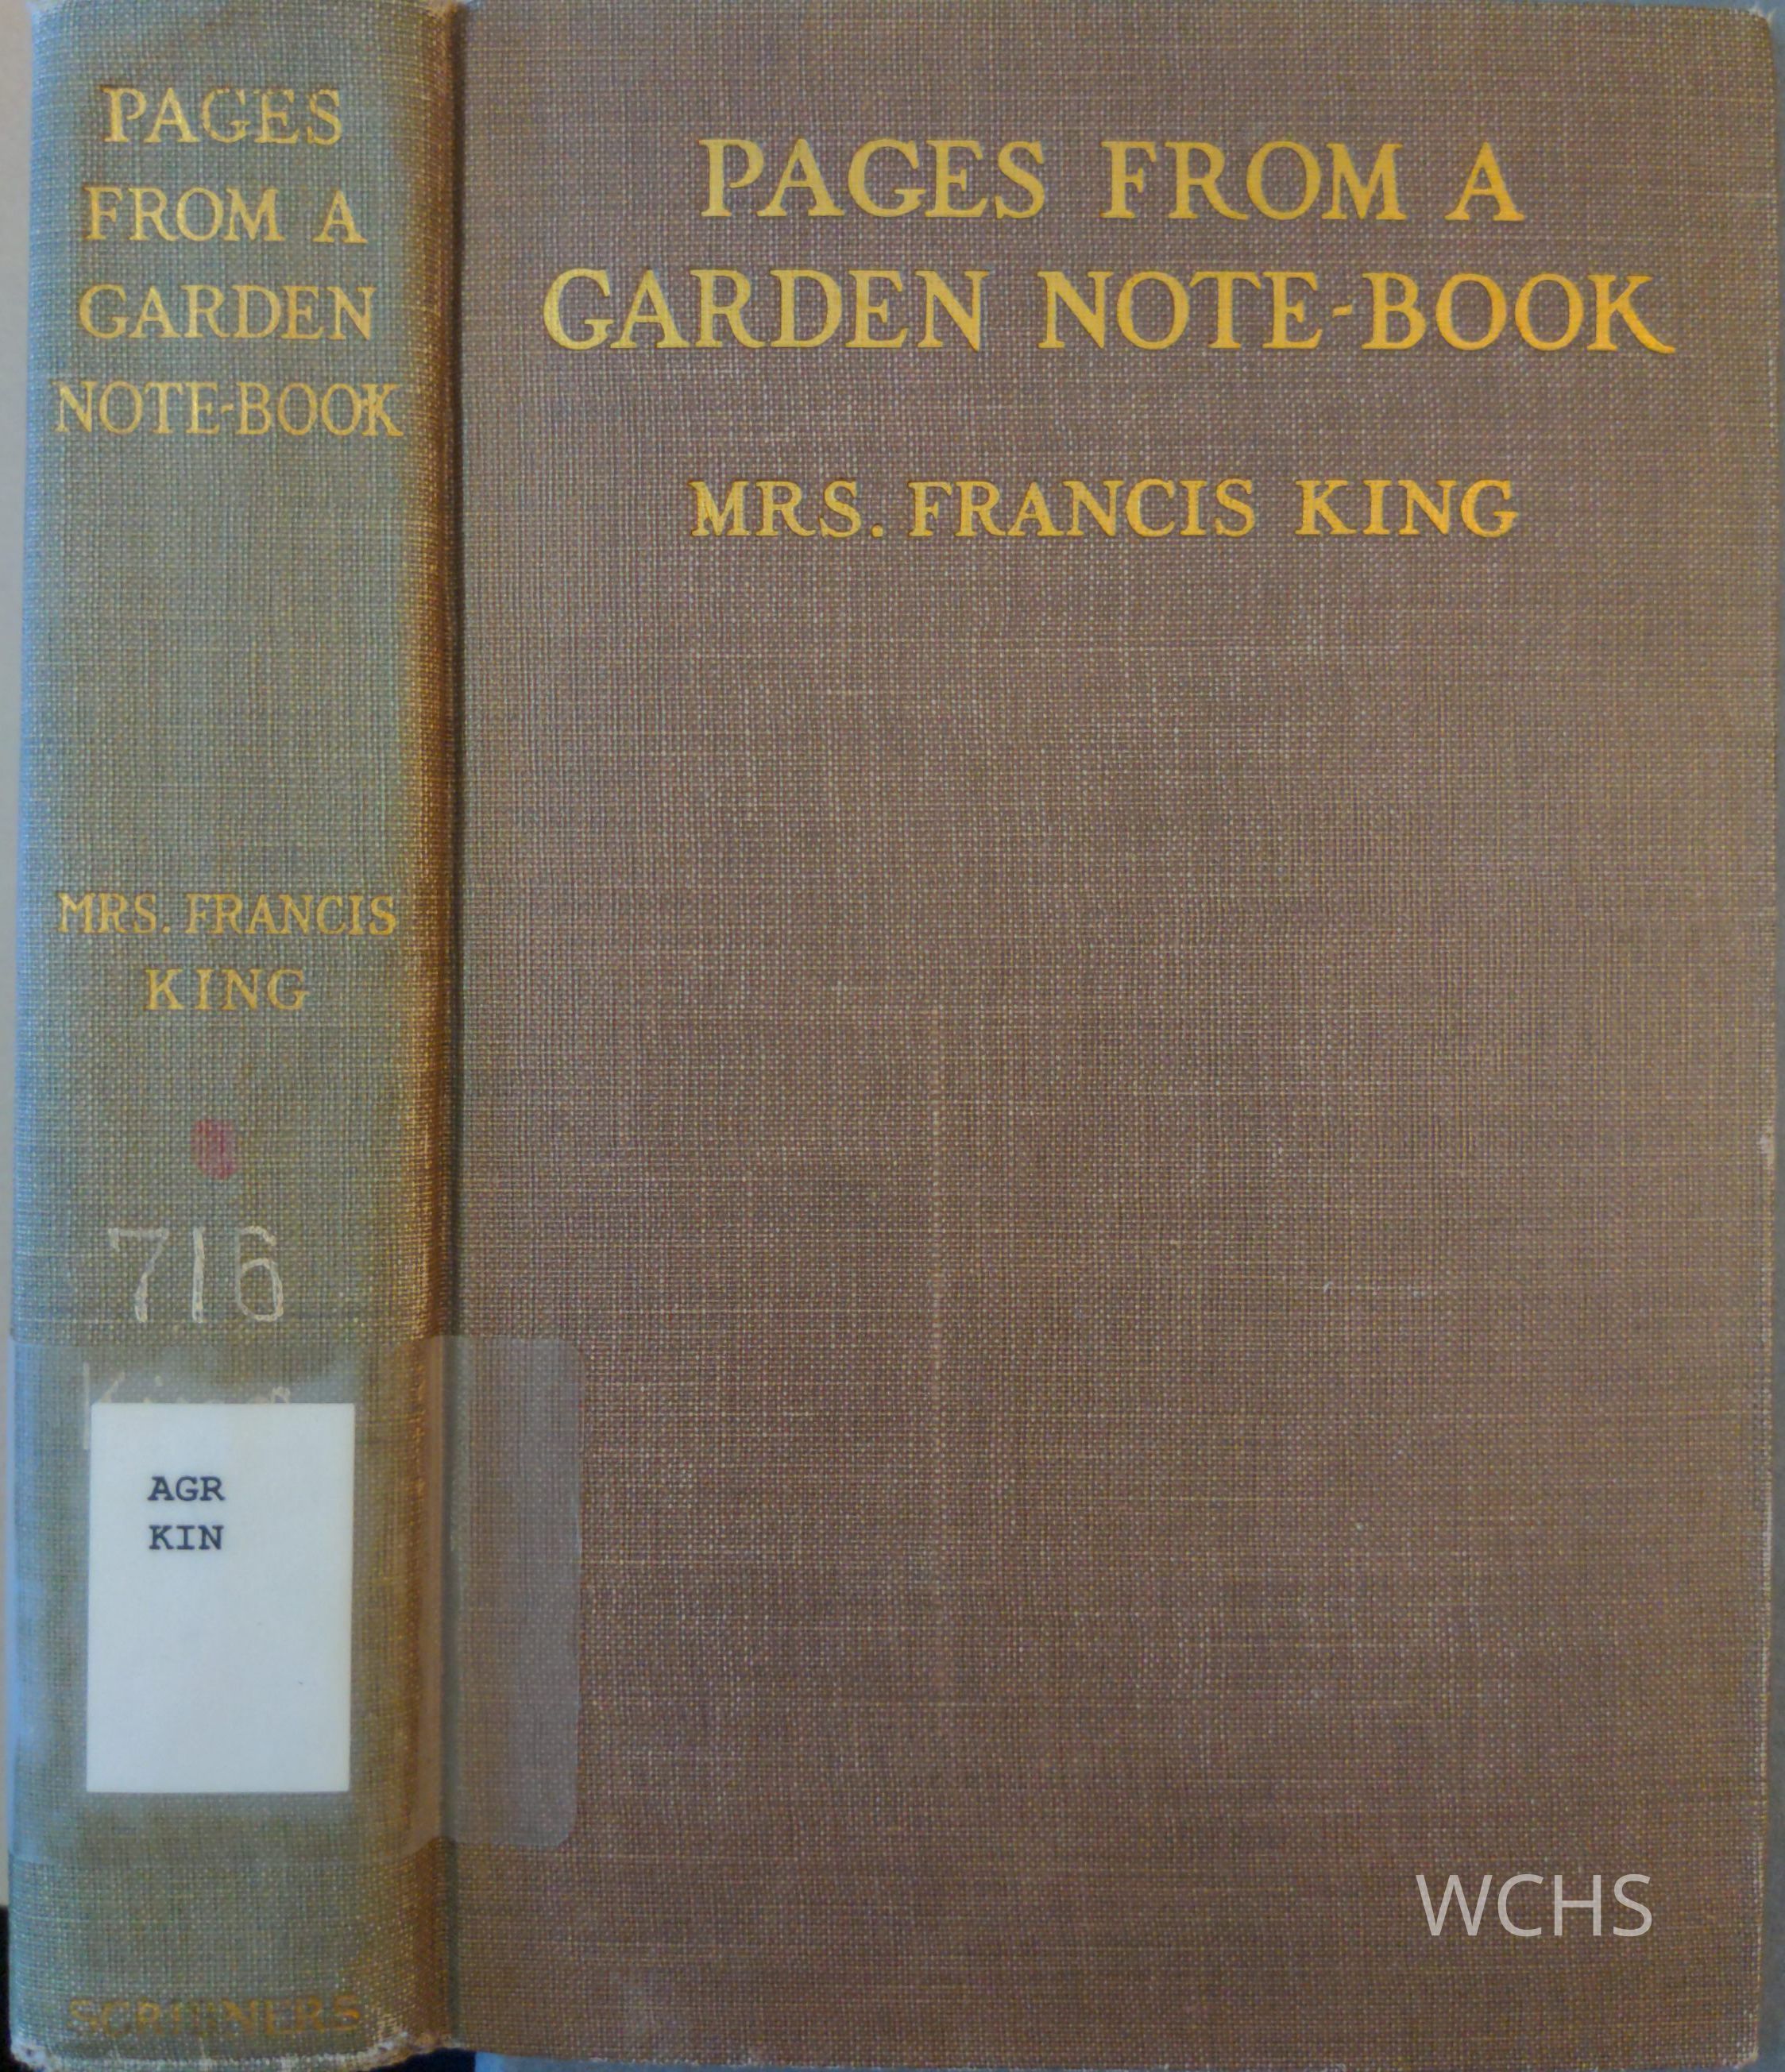 PAGES
FROM A
GARDEN
NOTE-BOOK
MRS. FRANCIS
KING
716
King
AGR
KIN
SCRIBNERS
PAGES FROM A
GARDEN NOTE-BOOK
MRS. FRANCIS KING
WCHS